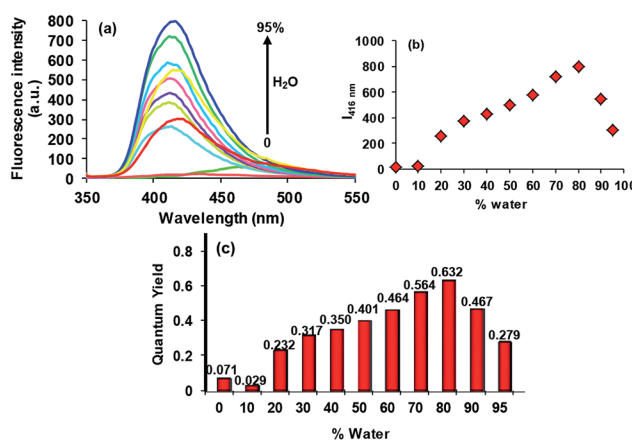 (a)
95%
H₂O
0
Fluorescence intensity
(a.u.)
800
700
600
500
400
300
200
100
0
350 400 450 500 550
Wavelength (nm)
(b)
I416 nm
1000
800
600
400
200
0
0 10 20 30 40 50 60 70 80 90 100
% water
(c)
Quantum Yield
0.8
0.6
0.4
0.2
0
0.071 0.029 0.232 0.317 0.350 0.401 0.464 0.564 0.632 0.467 0.279
0 10 20 30 40 50 60 70 80 90 95
% Water